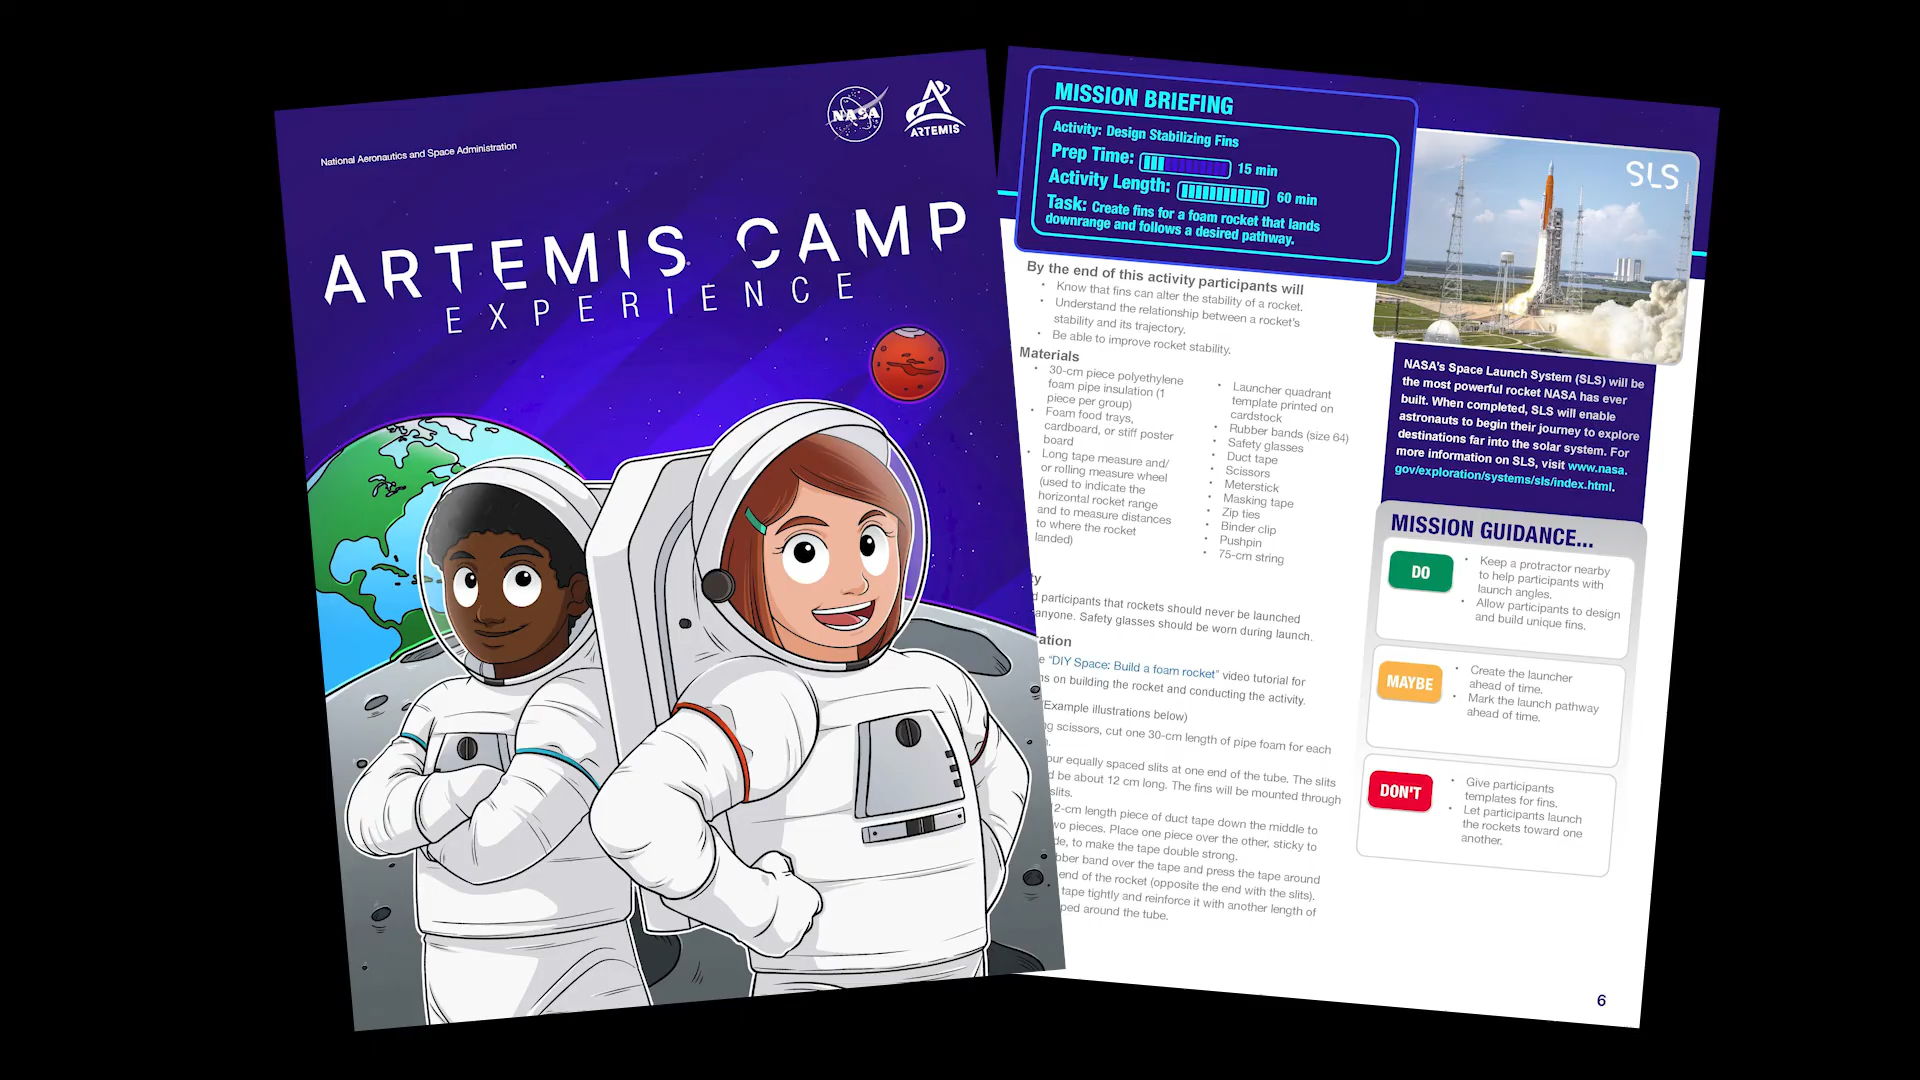 National Aeronautics and Space Administration
NASA
ARTEMIS
ARTEMIS CAMP
EXPERIENCE
MISSION BRIEFING
Activity: Design Stabilizing Fins
Prep Time: 15 min
Activity Length: 60 min
Task: Create fins for a foam rocket that lands
downrange and follows a desired pathway.
SLS
By the end of this activity participants will
• Know that fins can alter the stability of a rocket.
• Understand the relationship between a rocket's
stability and its trajectory.
• Be able to improve rocket stability.
Materials
• 30-cm piece polyethylene
foam pipe insulation (1
piece per group)
• Foam food trays,
cardboard, or stiff poster
board
• Long tape measure and/
or rolling measure wheel
(used to indicate the
horizontal rocket range
and to measure distances
to where the rocket
landed)
• Launcher quadrant
template printed on
cardstock
• Rubber bands (size 64)
• Safety glasses
• Duct tape
• Scissors
• Meterstick
• Masking tape
• Zip ties
• Binder clip
• Pushpin
• 75-cm string
participants that rockets should never be launched
anyone. Safety glasses should be worn during launch.
"DIY Space: Build a foam rocket" video tutorial for
on building the rocket and conducting the activity.
(Example illustrations below)
scissors, cut one 30-cm length of pipe foam for each
equally spaced slits at one end of the tube. The slits
be about 12 cm long. The fins will be mounted through
slits.
length piece of duct tape down the middle to
pieces. Place one piece over the other, sticky to
to make the tape double strong.
band over the tape and press the tape around
end of the rocket (opposite the end with the slits).
tape tightly and reinforce it with another length of
around the tube.
NASA's Space Launch System (SLS) will be
the most powerful rocket NASA has ever
built. When completed, SLS will enable
astronauts to begin their journey to explore
destinations far into the solar system. For
more information on SLS, visit www.nasa.
gov/exploration/systems/sls/index.html.
MISSION GUIDANCE...
DO
• Keep a protractor nearby
to help participants with
launch angles.
• Allow participants to design
and build unique fins.
MAYBE
• Create the launcher
ahead of time.
• Mark the launch pathway
ahead of time.
DON'T
• Give participants
templates for fins.
• Let participants launch
the rockets toward one
another.
6